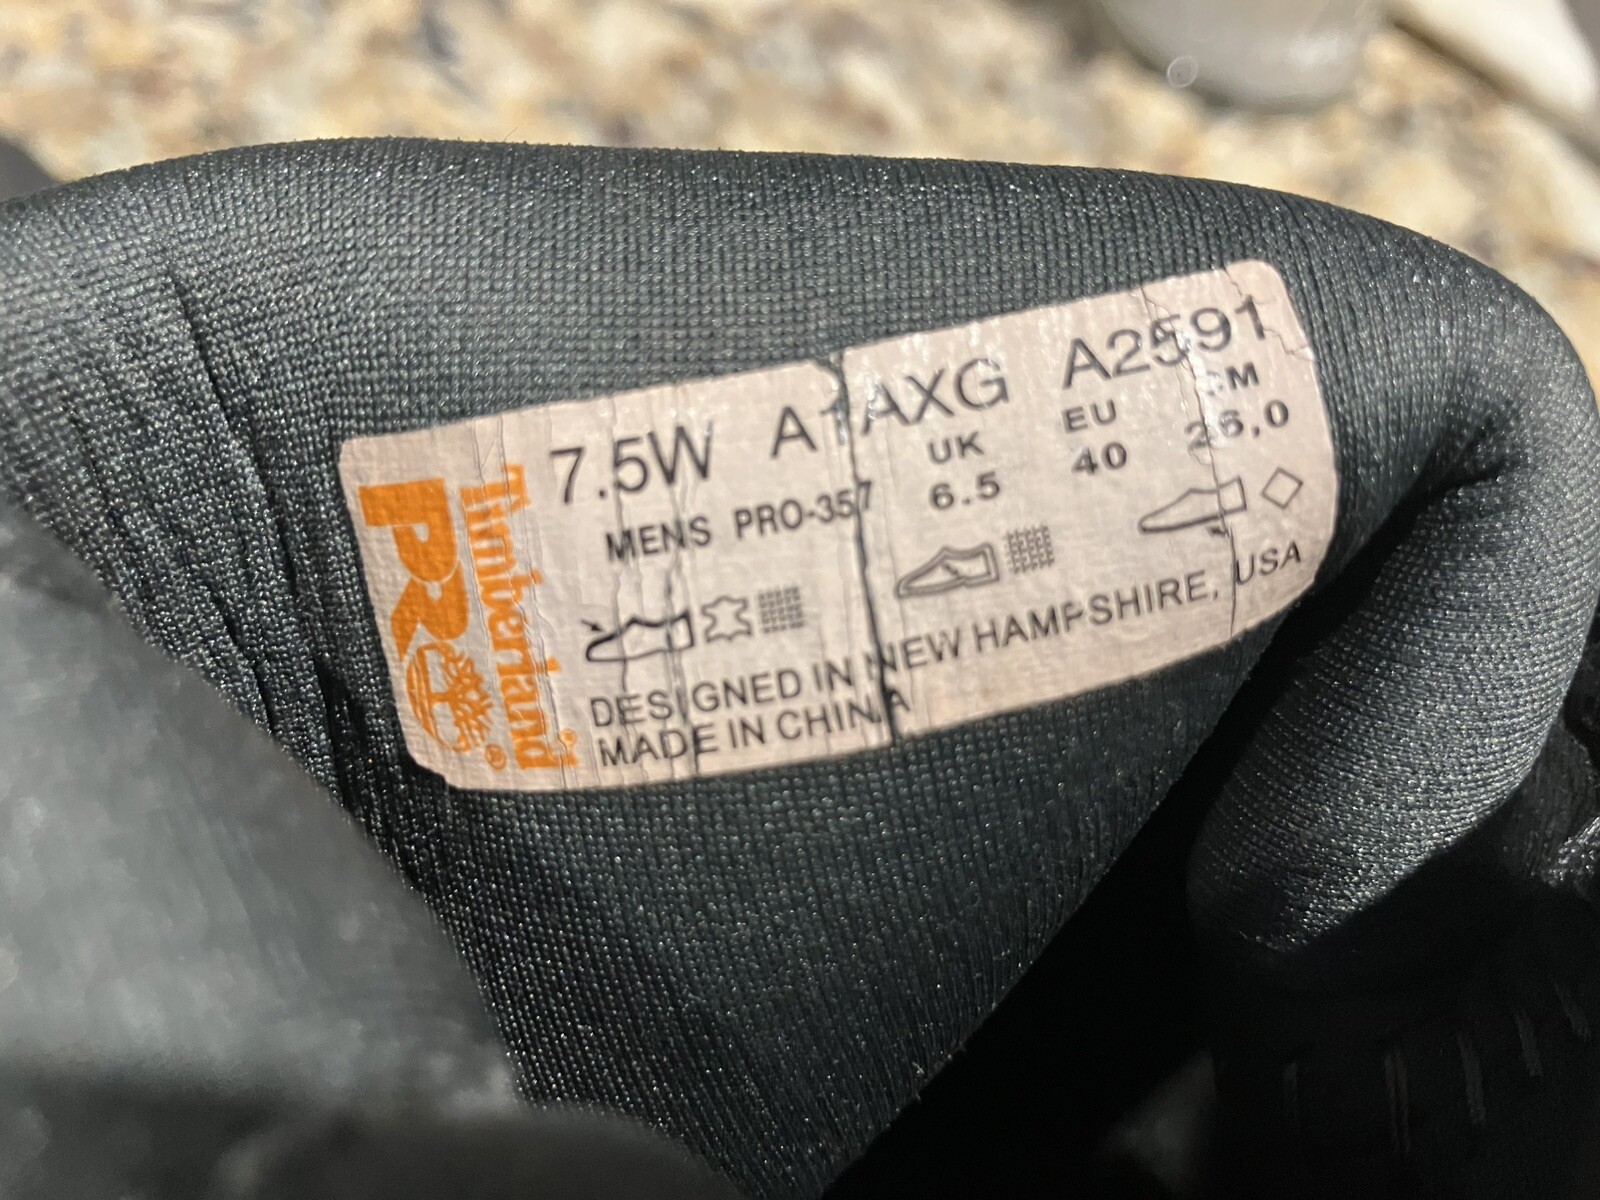 Timberland
PRO®
7.5W A1AXG A2591
MENS PRO-357 UK EU CM
6.5 40 26,0
DESIGNED IN NEW HAMPSHIRE, USA
MADE IN CHINA